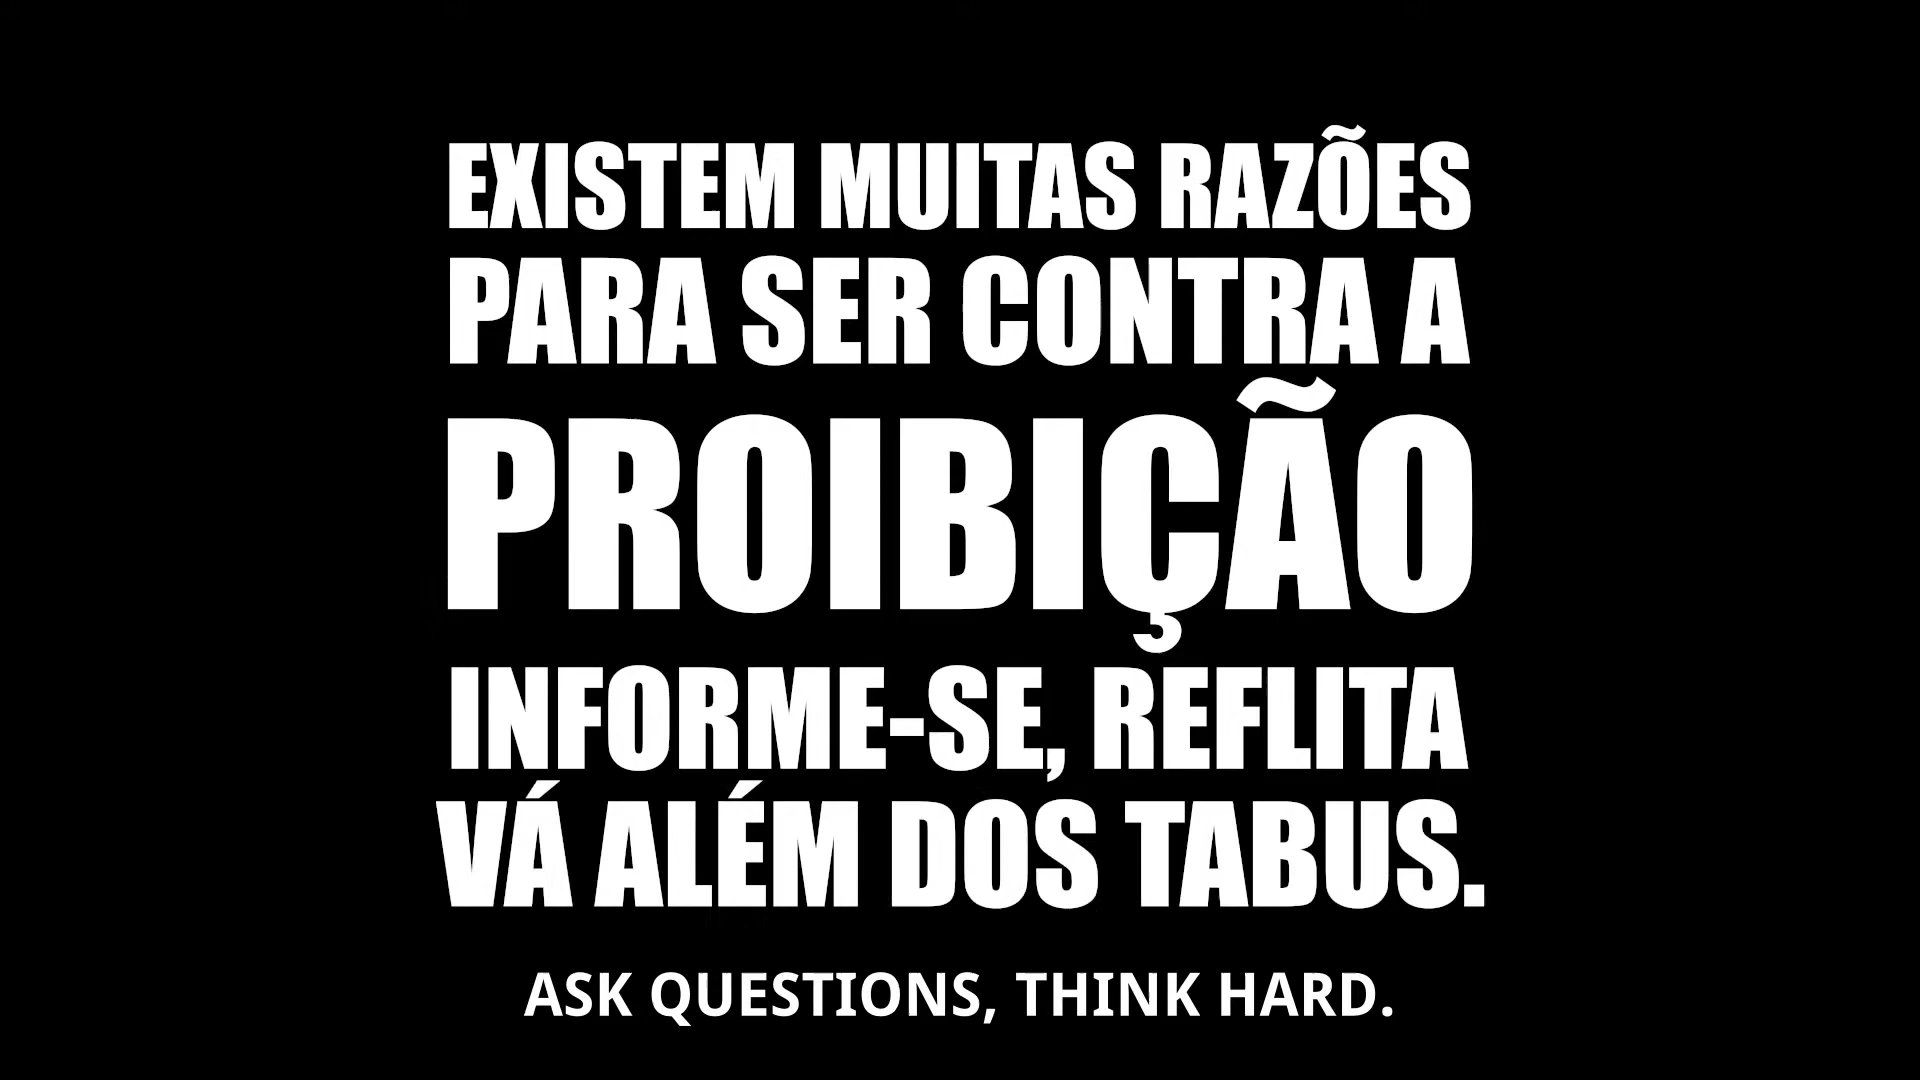 EXISTEM MUITAS RAZÕES
PARA SER CONTRA A
PROIBIÇÃO
INFORME-SE, REFLITA
VÁ ALÉM DOS TABUS.
ASK QUESTIONS, THINK HARD.